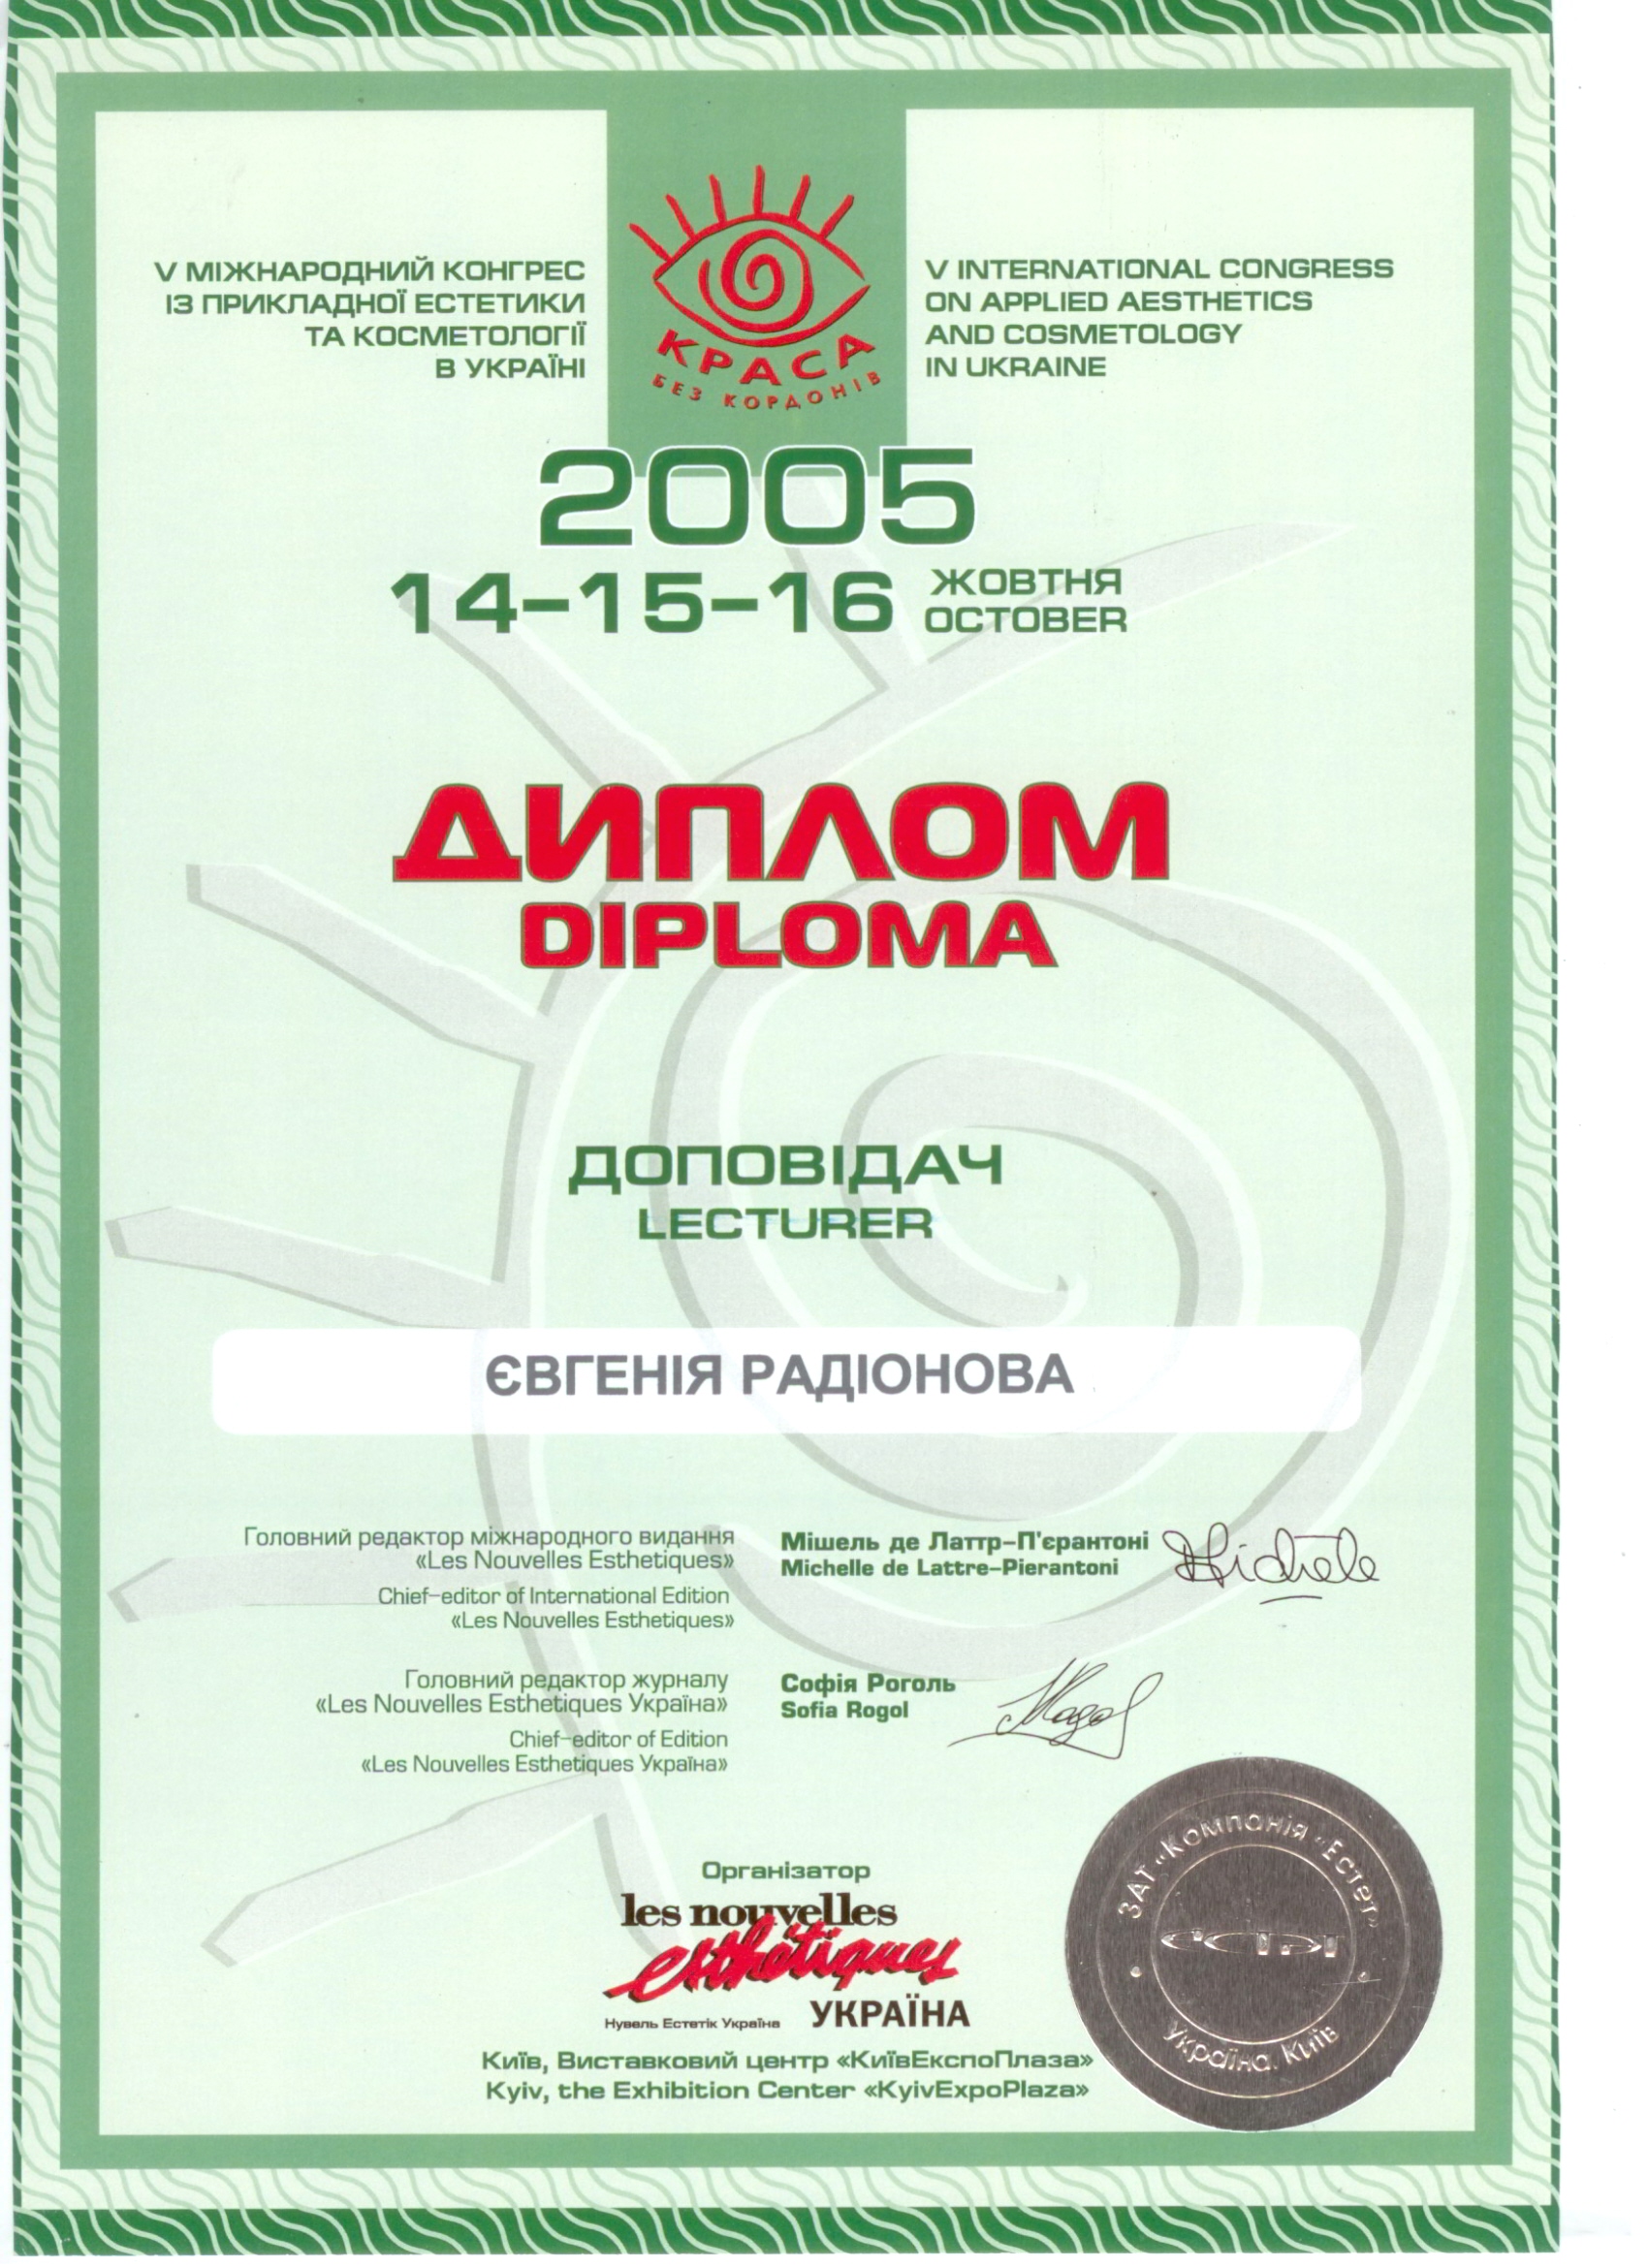 V МІЖНАРОДНИЙ КОНГРЕС
ІЗ ПРИКЛАДНОЇ ЕСТЕТИКИ
ТА КОСМЕТОЛОГІЇ
В УКРАЇНІ
КРАСА
БЕЗ КОРДОНІВ
V INTERNATIONAL CONGRESS
ON APPLIED AESTHETICS
AND COSMETOLOGY
IN UKRAINE
2005
14-15-16 ЖОВТНЯ
OCTOBER
ДИПЛОМ
DIPLOMA
ДОПОВІДАЧ
LECTURER
ЄВГЕНІЯ РАДІОНОВА
Головний редактор міжнародного видання
«Les Nouvelles Esthetiques»
Chief-editor of International Edition
«Les Nouvelles Esthetiques»
Мішель де Латтр-П'єрантоні
Michelle de Lattre-Pierantoni
Michele
Головний редактор журналу
«Les Nouvelles Esthetiques Україна»
Chief-editor of Edition
«Les Nouvelles Esthetiques Україна»
Софія Роголь
Sofia Rogol
Організатор
les nouvelles
esthétiques
Нувель Естетік Україна УКРАЇНА
Київ, Виставковий центр «КиївЕкспоПлаза»
Kyiv, the Exhibition Center «KyivExpoPlaza»
ЗАТ «Компанія «Естет»
Україна. Київ